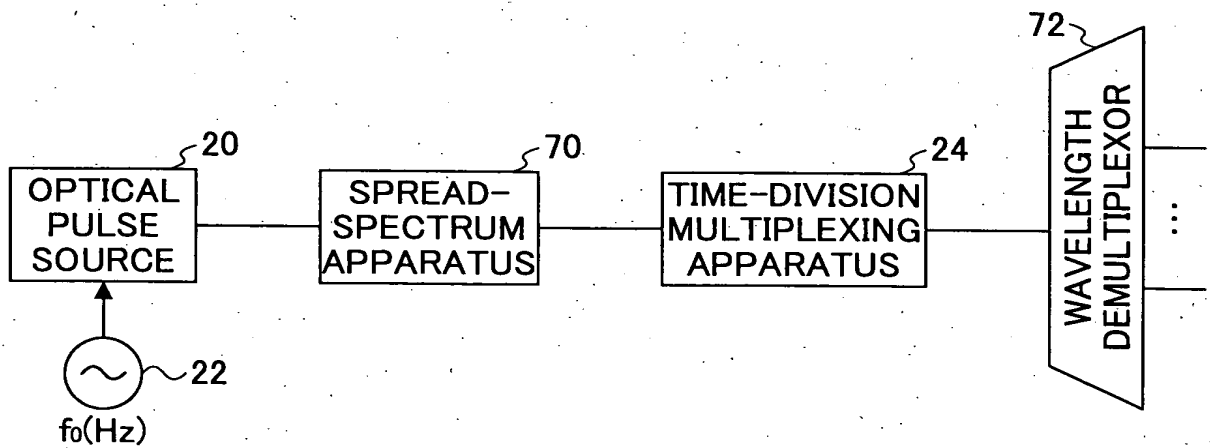 72
20
OPTICAL
PULSE
SOURCE
70
SPREAD-
SPECTRUM
APPARATUS
24
TIME-DIVISION
MULTIPLEXING
APPARATUS
WAVELENGTH
DEMULTIPLEXOR
...
22
f0(Hz)